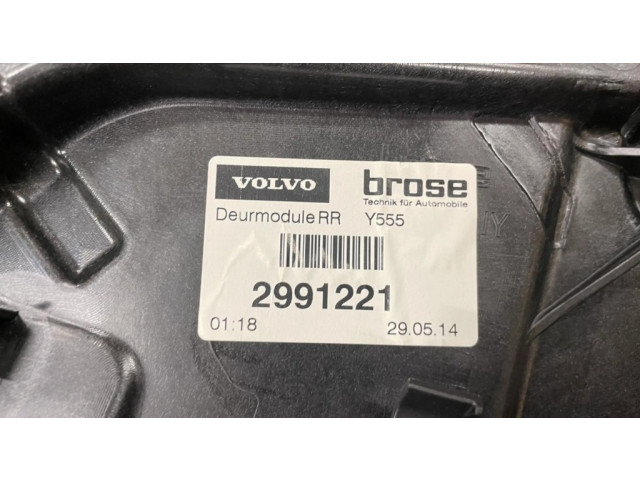 VOLVO brose
Technik für Automobile
Deurmodule RR Y555
2991221
01:18 29.05.14